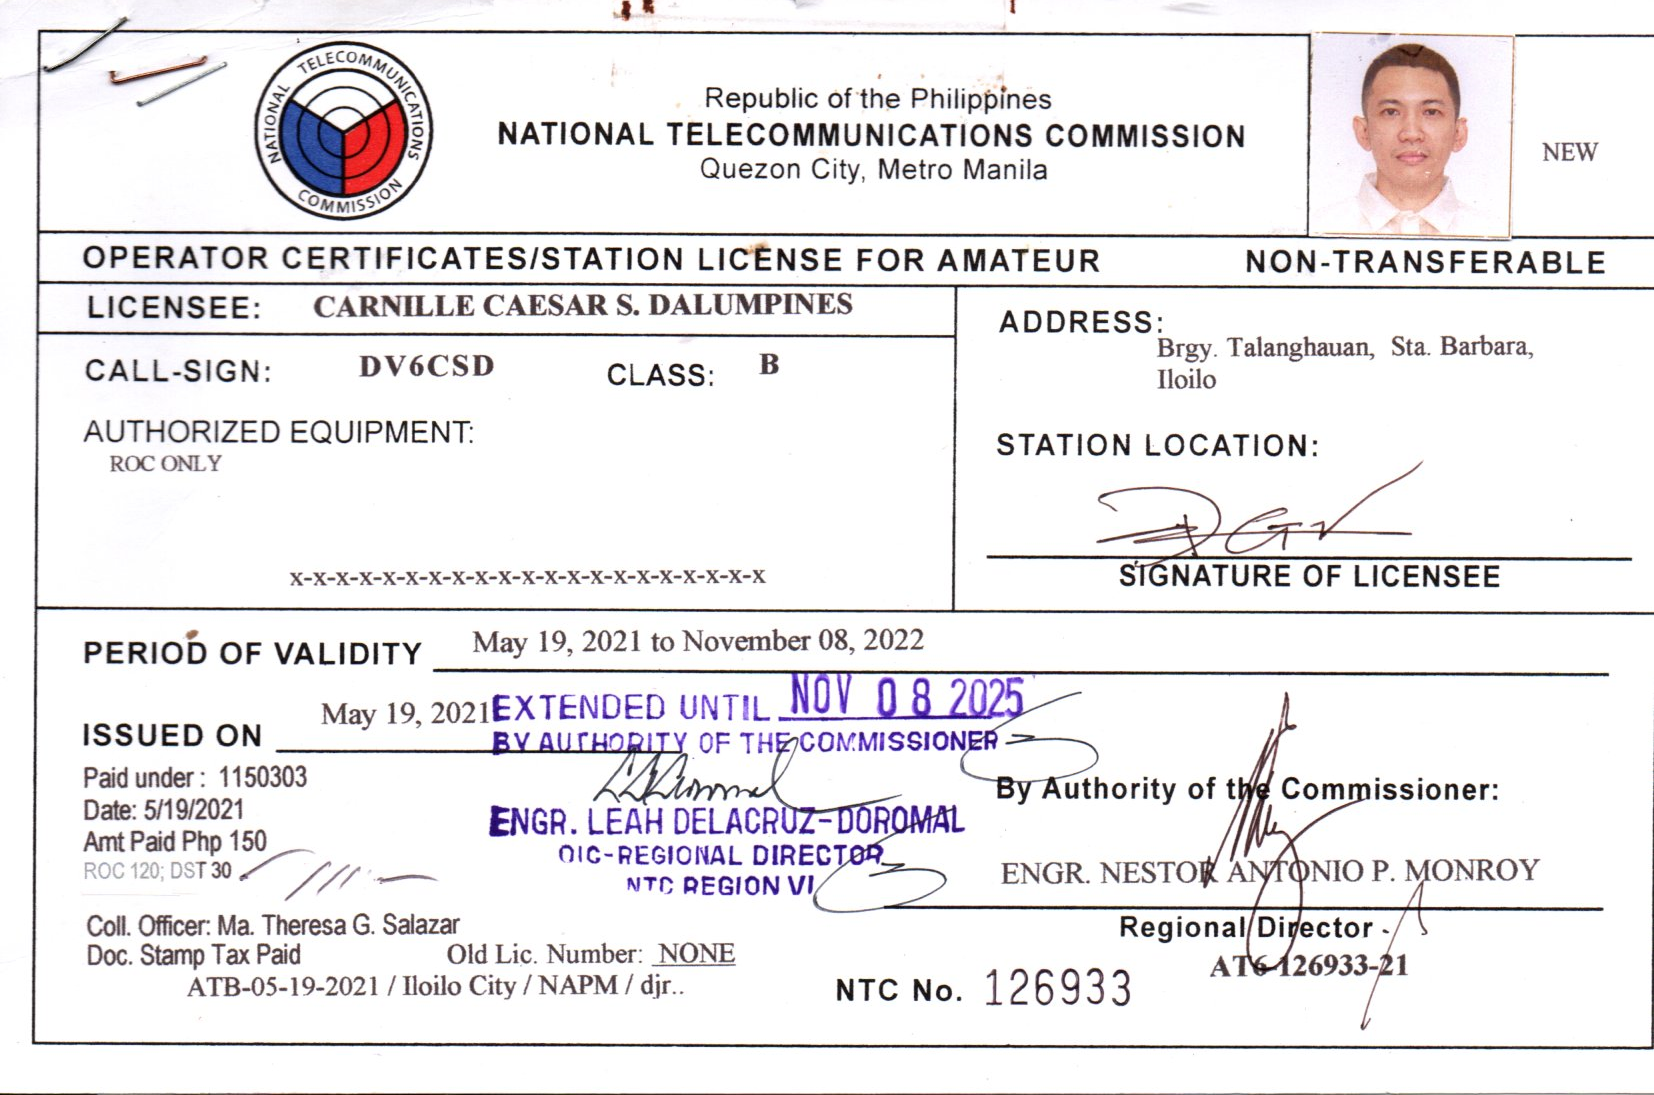 NATIONAL TELECOMMUNICATIONS COMMISSION
Republic of the Philippines
NATIONAL TELECOMMUNICATIONS COMMISSION
Quezon City, Metro Manila
NEW
OPERATOR CERTIFICATES/STATION LICENSE FOR AMATEUR NON-TRANSFERABLE
LICENSEE: CARNILLE CAESAR S. DALUMPINES
ADDRESS:
Brgy. Talanghauan, Sta. Barbara,
Iloilo
CALL-SIGN: DV6CSD CLASS: B
AUTHORIZED EQUIPMENT:
ROC ONLY
x-x-x-x-x-x-x-x-x-x-x-x-x-x-x-x-x-x-x-x-x
STATION LOCATION:
SIGNATURE OF LICENSEE
PERIOD OF VALIDITY May 19, 2021 to November 08, 2022
ISSUED ON May 19, 2021
EXTENDED UNTIL NOV 08 2025
BY AUTHORITY OF THE COMMISSIONER
ENGR. LEAH DELACRUZ-DOROMAL
OIC-REGIONAL DIRECTOR
NTC REGION VI
Paid under : 1150303
Date: 5/19/2021
Amt Paid Php 150
ROC 120; DST 30
By Authority of the Commissioner:
ENGR. NESTOR ANTONIO P. MONROY
Regional Director
AT6-126933-21
Coll. Officer: Ma. Theresa G. Salazar
Doc. Stamp Tax Paid Old Lic. Number: NONE
ATB-05-19-2021 / Iloilo City / NAPM / djr..
NTC No. 126933